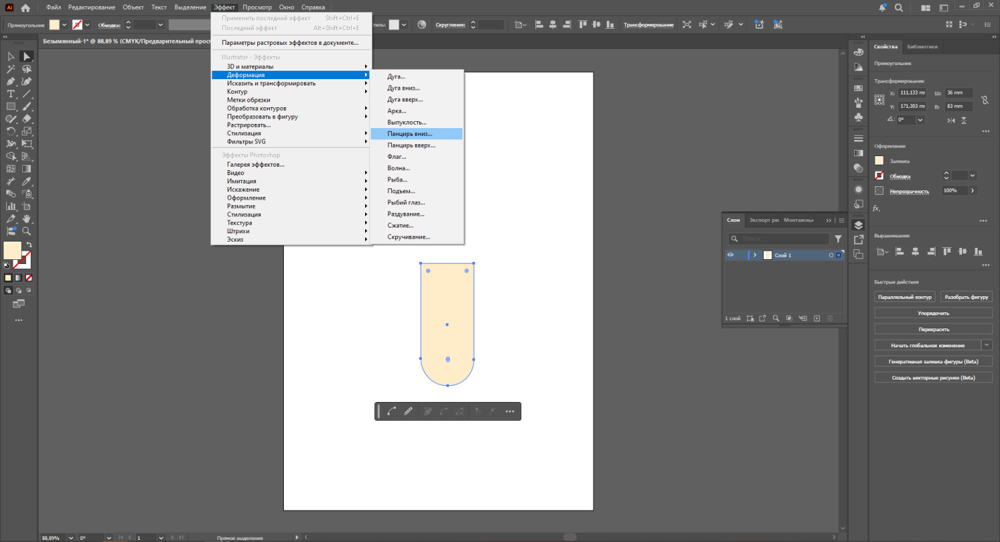 Ai Файл Редактирование Объект Текст Выделение Эффект Просмотр Окно Справка
Прямоугольник Обводка: Скругления: Трансформирование
Безымянный-1* @ 88,89 % (CMYK/Предварительный прос
Применить последний эффект Shift+Ctrl+E
Последний эффект Alt+Shift+Ctrl+E
Параметры растровых эффектов в документе...
Illustrator - Эффекты
3D и материалы
Деформация
Исказить и трансформировать
Контур
Метки обрезки
Обработка контуров
Преобразовать в фигуру
Растрировать...
Стилизация
Фильтры SVG
Эффекты Photoshop
Галерея эффектов...
Видео
Имитация
Искажение
Оформление
Размытие
Стилизация
Текстура
Штрихи
Эскиз
Дуга...
Дуга вниз...
Дуга вверх...
Арка...
Выпуклость...
Панцирь вниз...
Панцирь вверх...
Флаг...
Волна...
Рыба...
Подъем...
Рыбий глаз...
Раздувание...
Сжатие...
Скручивание...
Слои Экспорт ре Монтажны
Поиск
Слой 1
1 слой
Свойства Библиотеки
Прямоугольник
Трансформирование
X: 111,133 mr Ш: 36 mm
Y: 171,303 mr В: 83 mm
0°
Оформление
Заливка
Обводка
Непрозрачность 100%
fx.
Выравнивание
Быстрые действия
Параллельный контур Разобрать фигуру
Упорядочить
Перекрасить
Начать глобальное изменение
Генеративная заливка фигуры (Beta)
Создать векторные рисунки (Beta)
88,89% 0° 1 Прямое выделение